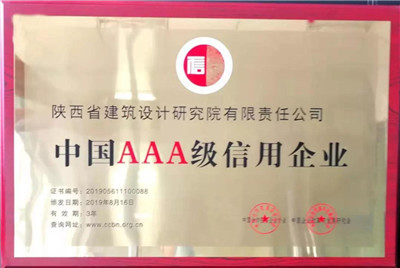 信
陕西省建筑设计研究院有限责任公司
中国AAA级信用企业
证书编号: 201905611100088
颁发日期: 2019年8月16日
有 效 期: 3年
查询网站: www.ccbn.org.cn